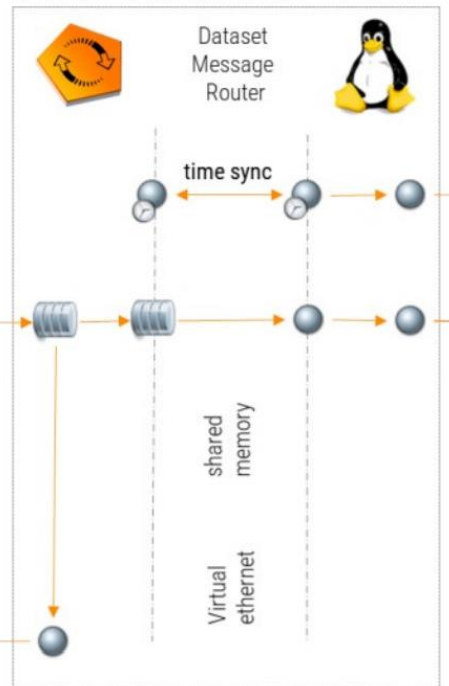 Dataset
Message
Router
time sync
shared
memory
Virtual
ethernet